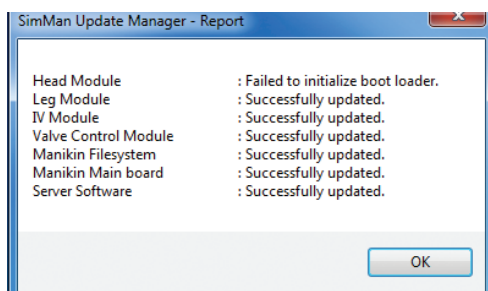 SimMan Update Manager - Report
Head Module : Failed to initialize boot loader.
Leg Module : Successfully updated.
IV Module : Successfully updated.
Valve Control Module : Successfully updated.
Manikin Filesystem : Successfully updated.
Manikin Main board : Successfully updated.
Server Software : Successfully updated.
OK